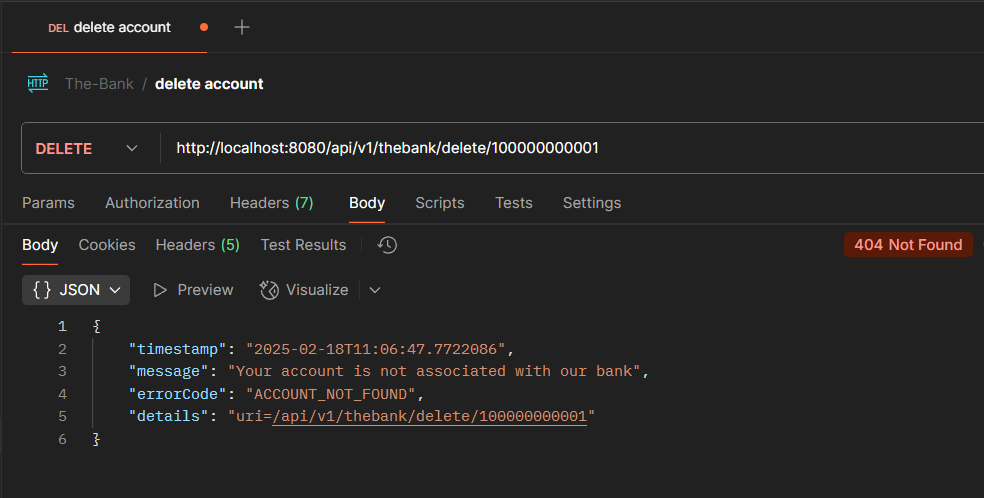 DEL delete account
HTTP The-Bank / delete account
DELETE http://localhost:8080/api/v1/thebank/delete/100000000001
Params Authorization Headers (7) Body Scripts Tests Settings
Body Cookies Headers (5) Test Results 404 Not Found
{} JSON Preview Visualize
1 {
2 "timestamp": "2025-02-18T11:06:47.7722086",
3 "message": "Your account is not associated with our bank",
4 "errorCode": "ACCOUNT_NOT_FOUND",
5 "details": "uri=/api/v1/thebank/delete/100000000001"
6 }